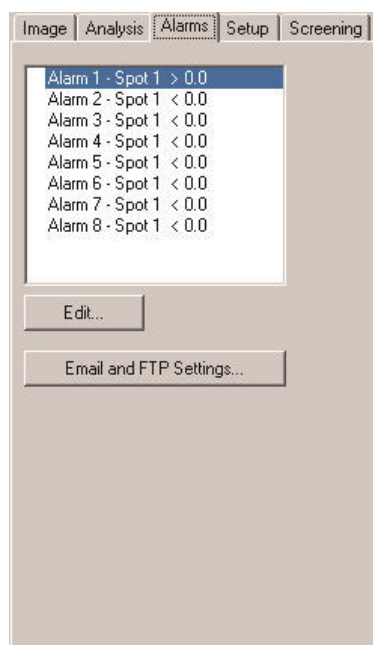 Image Analysis Alarms Setup Screening
Alarm 1 - Spot 1 > 0.0
Alarm 2 - Spot 1 < 0.0
Alarm 3 - Spot 1 < 0.0
Alarm 4 - Spot 1 < 0.0
Alarm 5 - Spot 1 < 0.0
Alarm 6 - Spot 1 < 0.0
Alarm 7 - Spot 1 < 0.0
Alarm 8 - Spot 1 < 0.0
Edit...
Email and FTP Settings...